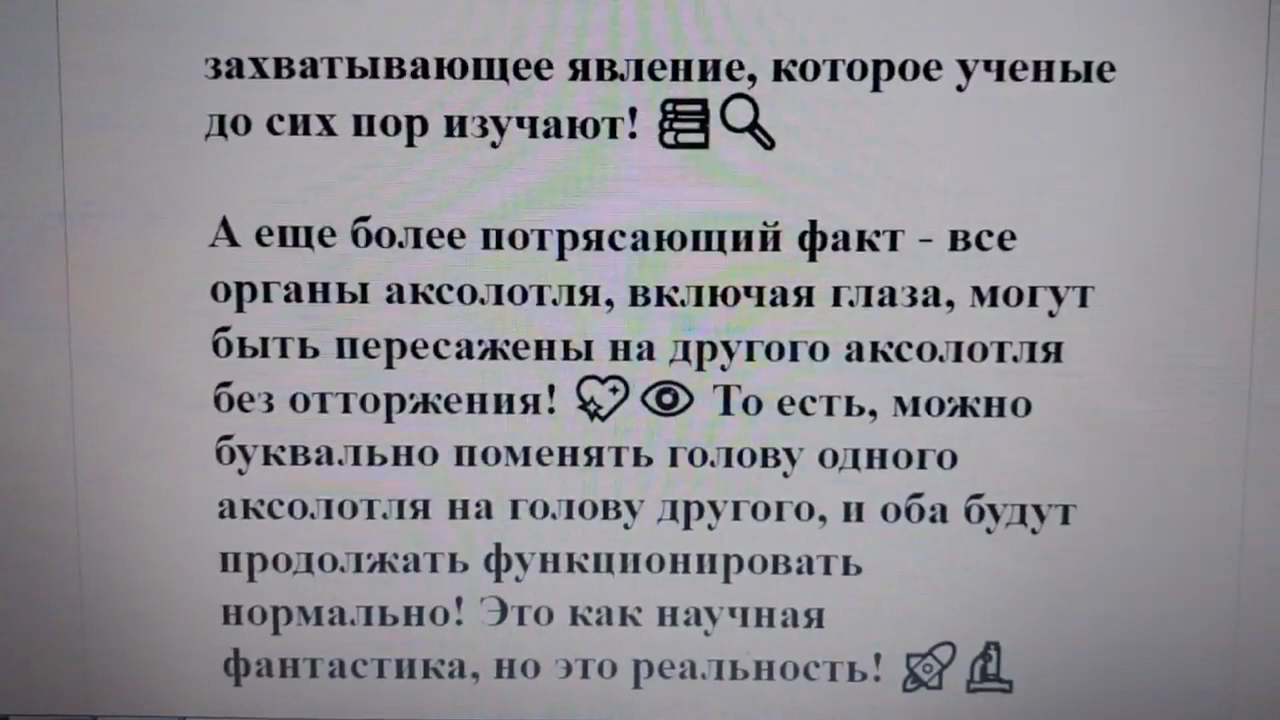 захватывающее явление, которое ученые
до сих пор изучают! 📚🔍
А еще более потрясающий факт - все
органы аксолотля, включая глаза, могут
быть пересажены на другого аксолотля
без отторжения! 💖👁 То есть, можно
буквально поменять голову одного
аксолотля на голову другого, и оба будут
продолжать функционировать
нормально! Это как научная
фантастика, но это реальность! 🚀🔬